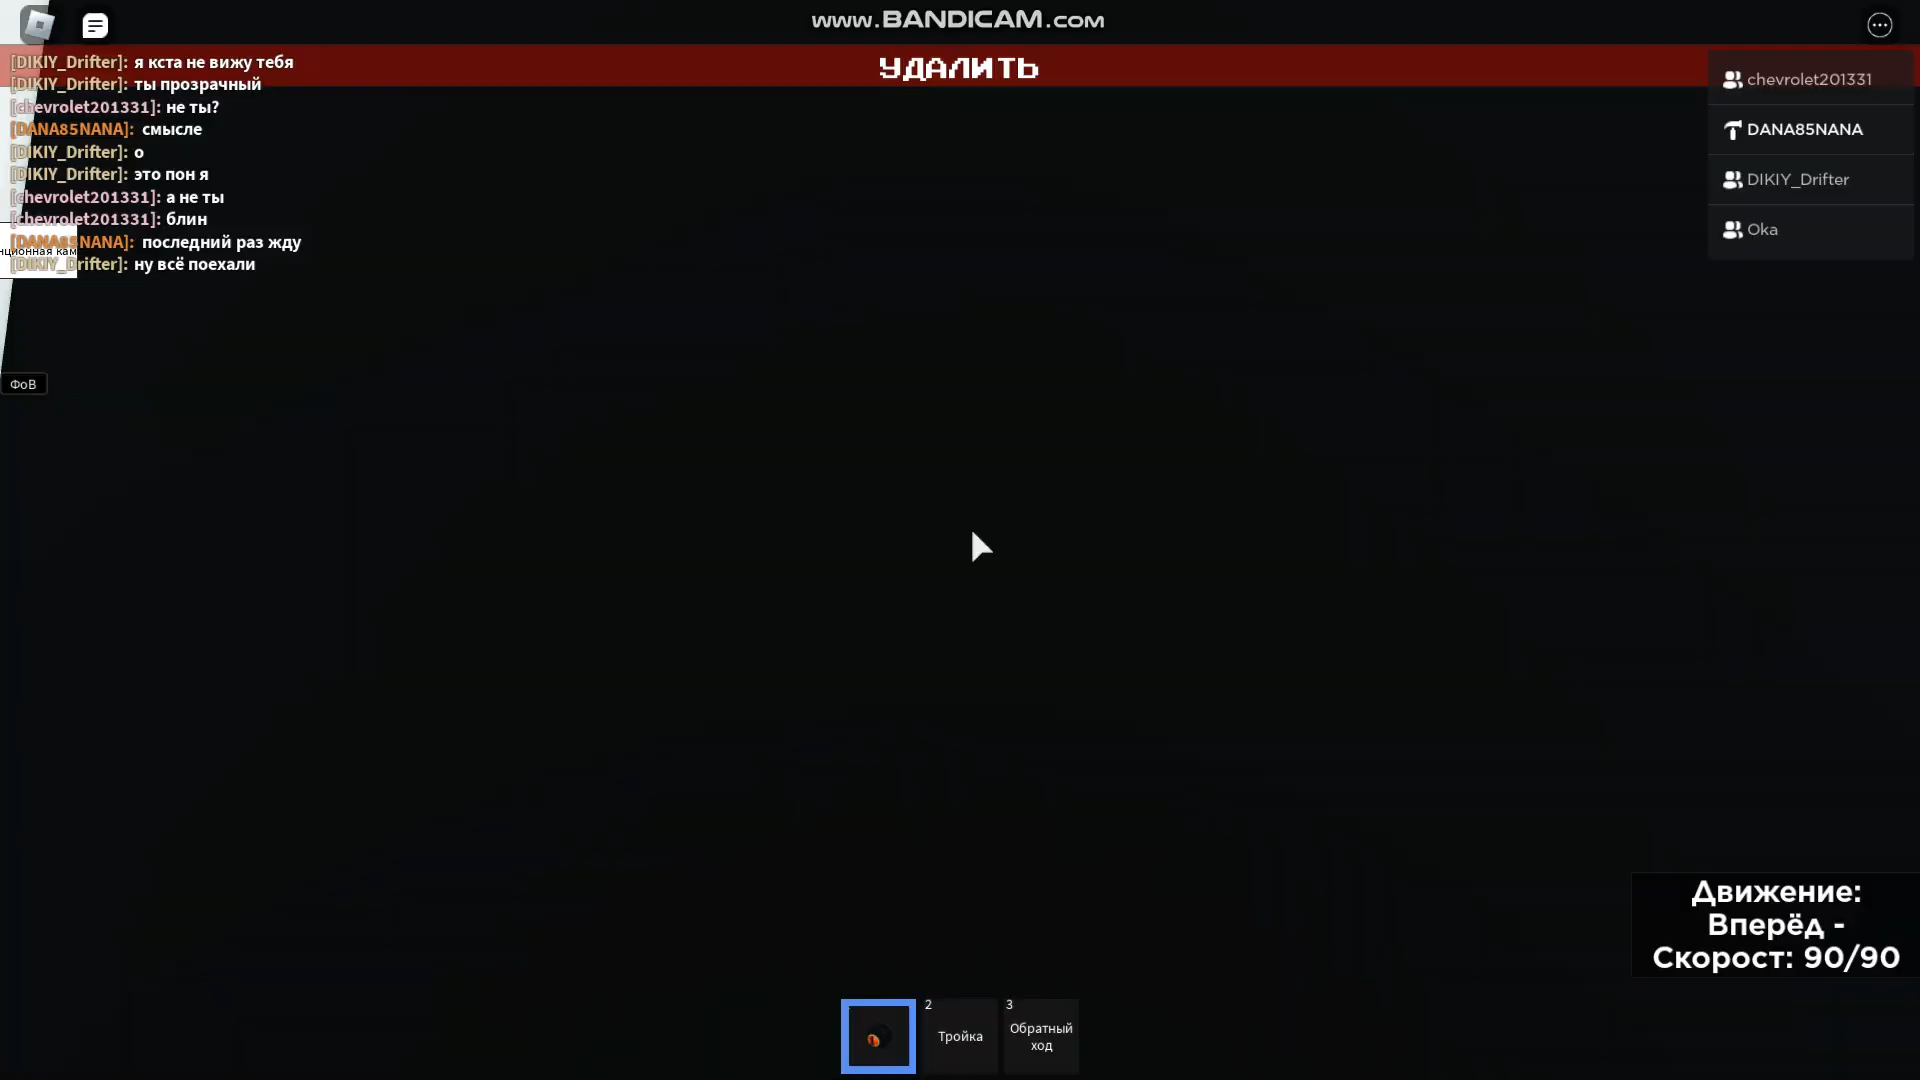 www.BANDICAM.com
УДАЛИТЬ
[DIKIY_Drifter]: я кста не вижу тебя
[DIKIY_Drifter]: ты прозрачный
[chevrolet201331]: не ты?
[DANA85NANA]: смысле
[DIKIY_Drifter]: о
[DIKIY_Drifter]: это пон я
[chevrolet201331]: а не ты
[chevrolet201331]: блин
[DANA85NANA]: последний раз жду
нционная кам
[DIKIY_Drifter]: ну всё поехали
ФоВ
chevrolet201331
DANA85NANA
DIKIY_Drifter
Oka
Движение:
Вперёд -
Скорост: 90/90
2
Тройка
3
Обратный
ход